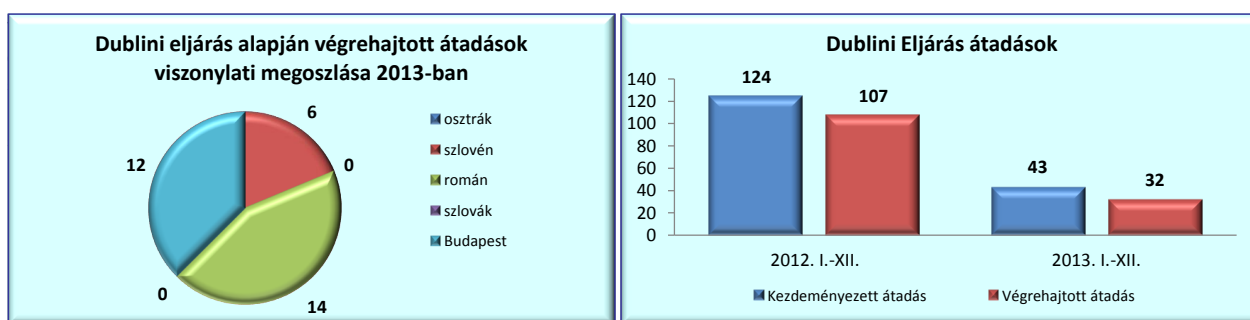 Dublini eljárás alapján végrehajtott átadások
viszonylati megoszlása 2013-ban
6
0
14
0
12
osztrák
szlovén
román
szlovák
Budapest
Dublini Eljárás átadások
140
120
100
80
60
40
20
0
124
107
43
32
2012. I.-XII.
2013. I.-XII.
Kezdeményezett átadás
Végrehajtott átadás